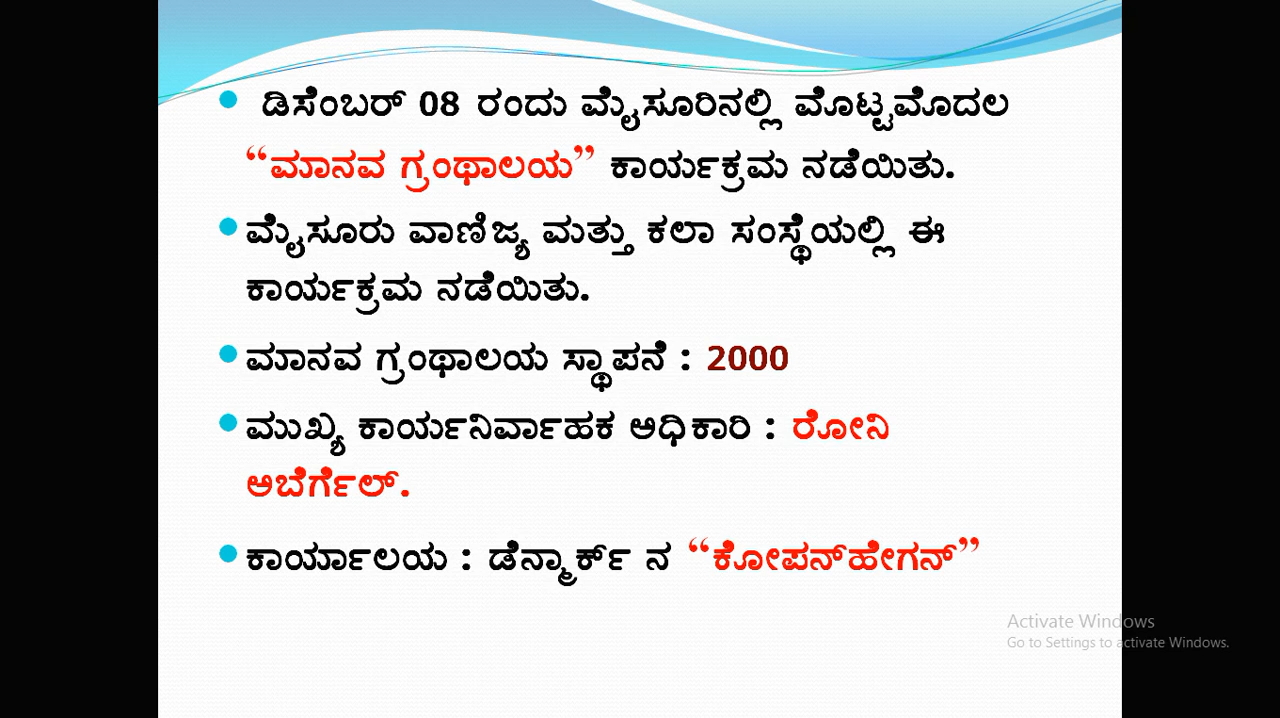 • ಡಿಸೆಂಬರ್ 08 ರಂದು ಮೈಸೂರಿನಲ್ಲಿ ಮೊಟ್ಟಮೊದಲ
“ಮಾನವ ಗ್ರಂಥಾಲಯ” ಕಾರ್ಯಕ್ರಮ ನಡೆಯಿತು.
• ಮೈಸೂರು ವಾಣಿಜ್ಯ ಮತ್ತು ಕಲಾ ಸಂಸ್ಥೆಯಲ್ಲಿ ಈ
ಕಾರ್ಯಕ್ರಮ ನಡೆಯಿತು.
• ಮಾನವ ಗ್ರಂಥಾಲಯ ಸ್ಥಾಪನೆ : 2000
• ಮುಖ್ಯ ಕಾರ್ಯನಿರ್ವಾಹಕ ಅಧಿಕಾರಿ : ರೋನಿ
ಅಬೆರ್ಗೆಲ್.
• ಕಾರ್ಯಾಲಯ : ಡೆನ್ಮಾರ್ಕ್ ನ “ಕೋಪನ್‌ಹೇಗನ್”
Activate Windows
Go to Settings to activate Windows.